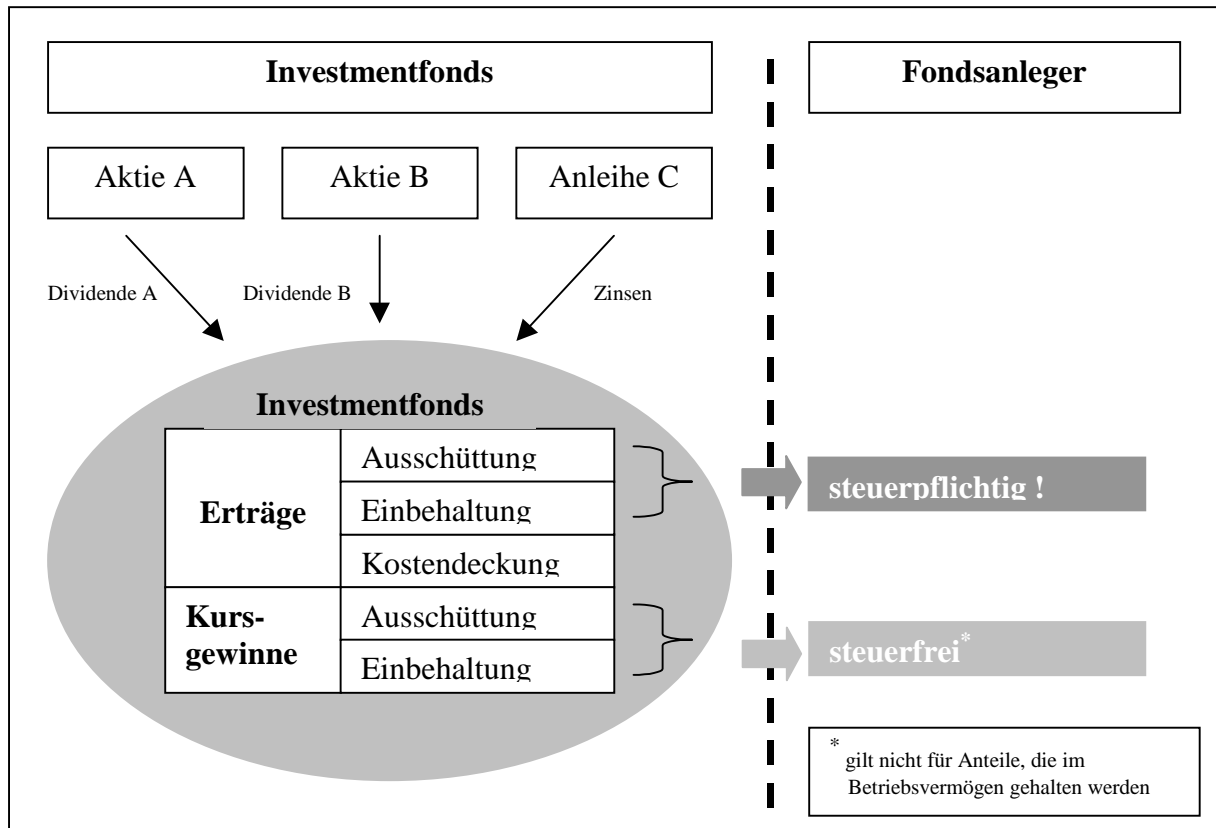 Investmentfonds
Fondsanleger
Aktie A
Aktie B
Anleihe C
Dividende A
Dividende B
Zinsen
Investmentfonds
Erträge
Ausschüttung
Einbehaltung
Kostendeckung
Kurs-
gewinne
Ausschüttung
Einbehaltung
steuerpflichtig !
steuerfrei*
* gilt nicht für Anteile, die im
Betriebsvermögen gehalten werden